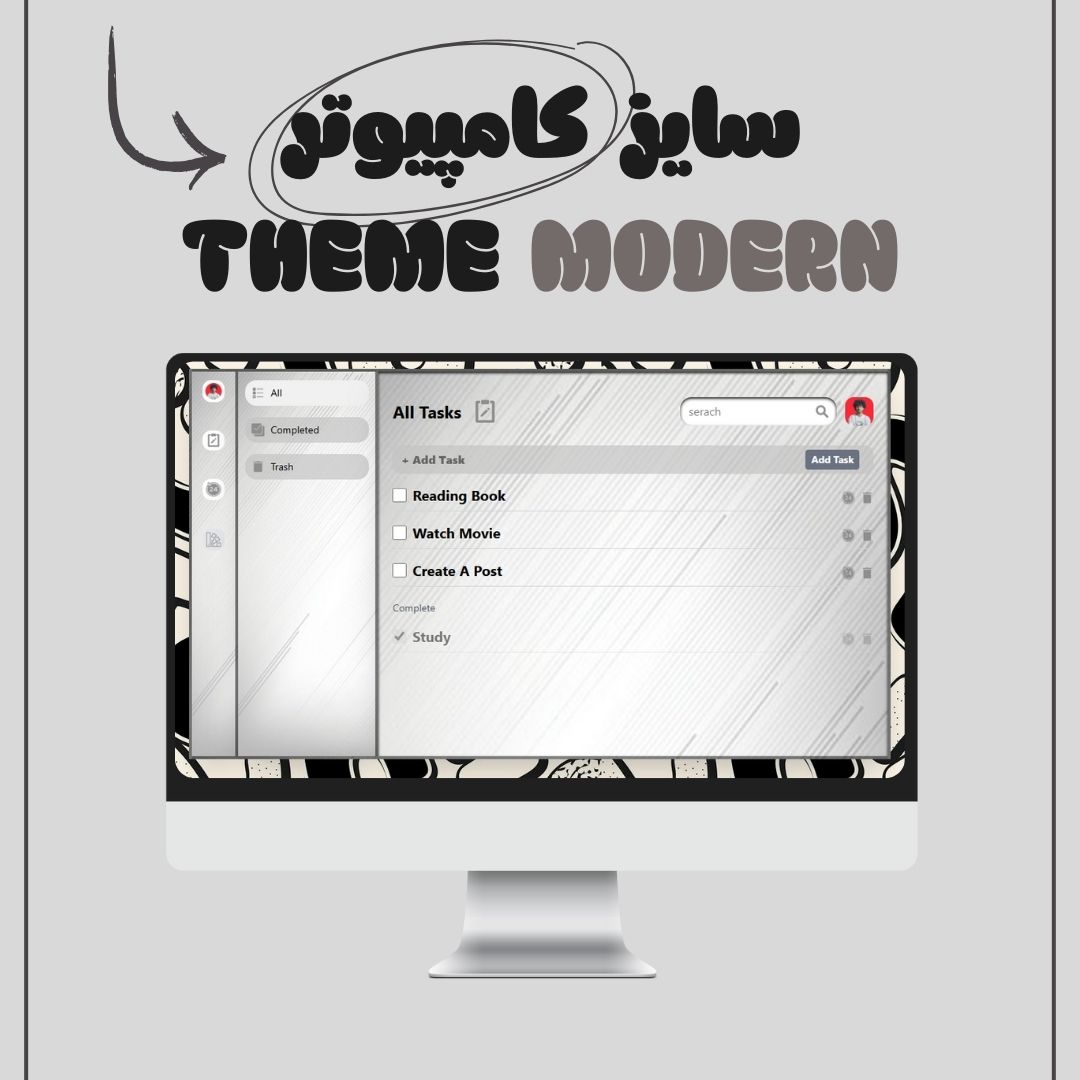 سایز کامپیوتر
THEME MODERN
All
Completed
Trash
All Tasks
serach
+ Add Task
Add Task
Reading Book
Watch Movie
Create A Post
Complete
Study